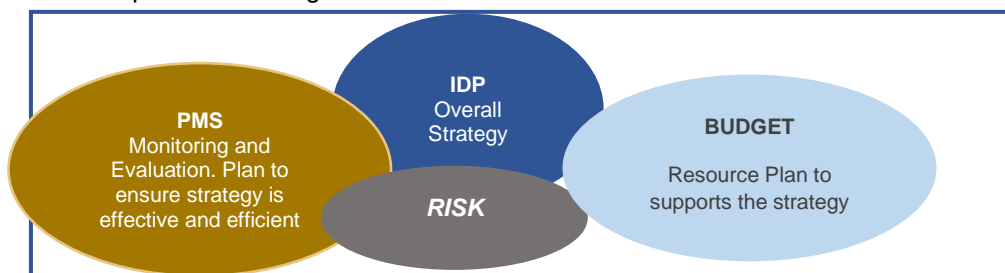 PMS
Monitoring and
Evaluation. Plan to
ensure strategy is
effective and efficient
IDP
Overall
Strategy
RISK
BUDGET
Resource Plan to
supports the strategy